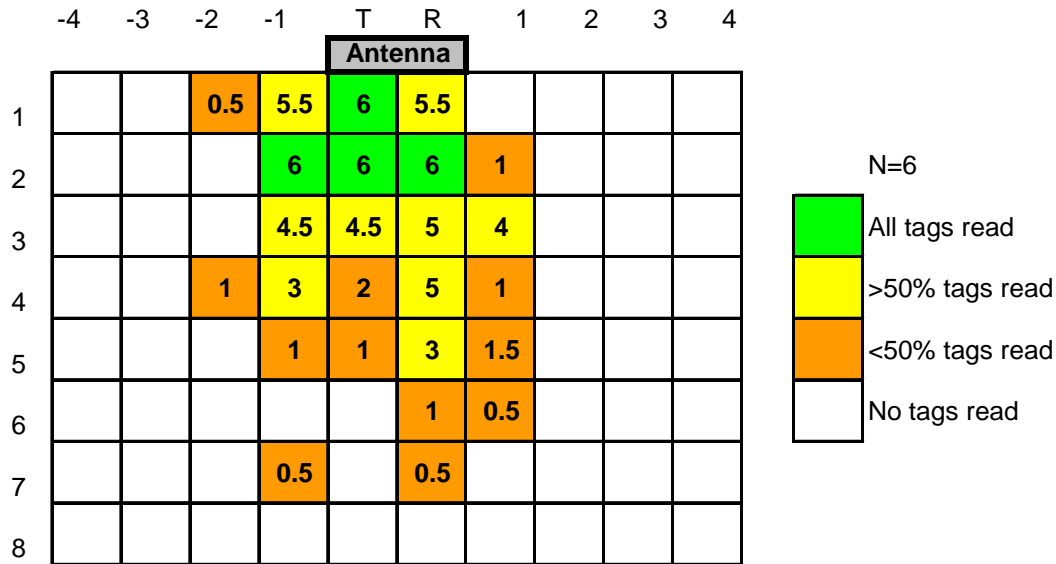 -4 -3 -2 -1 T R 1 2 3 4
Antenna
1 0.5 5.5 6 5.5
2 6 6 6 1 N=6
3 4.5 4.5 5 4 All tags read
4 1 3 2 5 1 >50% tags read
5 1 1 3 1.5 <50% tags read
6 1 0.5 No tags read
7 0.5 0.5
8